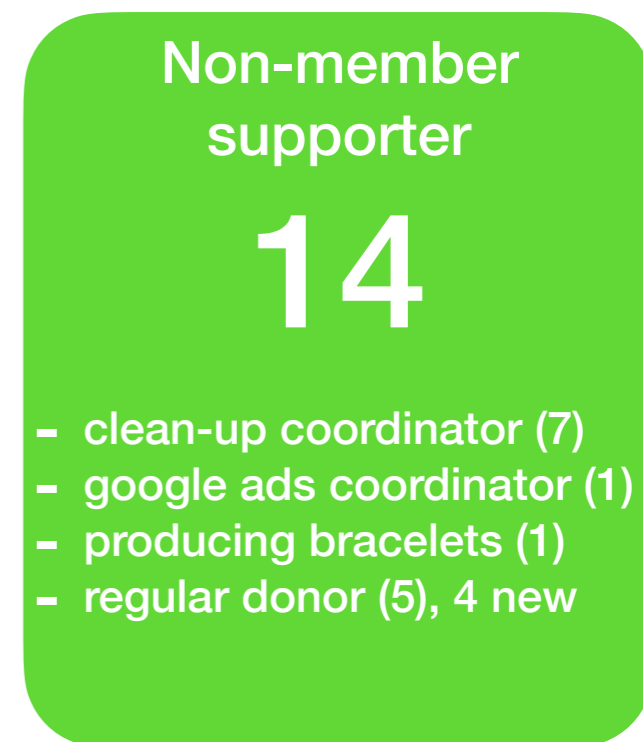 Non-member
supporter
14
- clean-up coordinator (7)
- google ads coordinator (1)
- producing bracelets (1)
- regular donor (5), 4 new